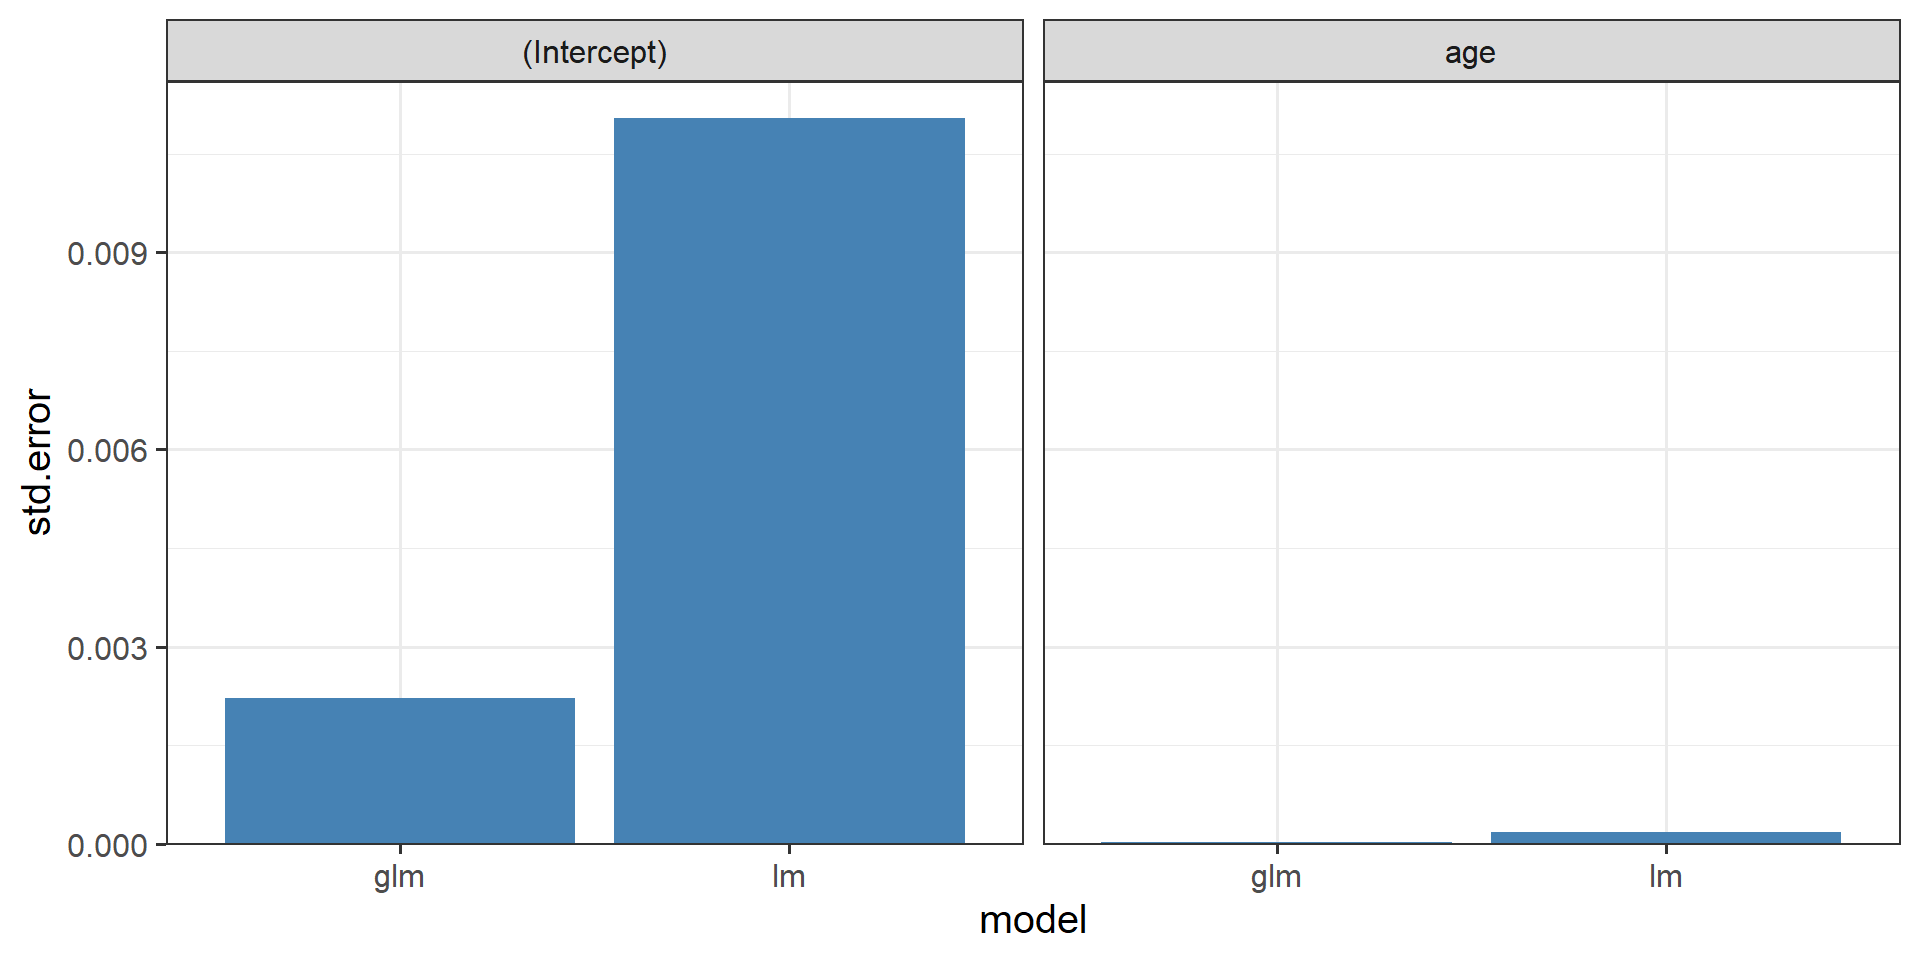 (Intercept)
age
std.error
0.009
0.006
0.003
0.000
glm
lm
glm
lm
model